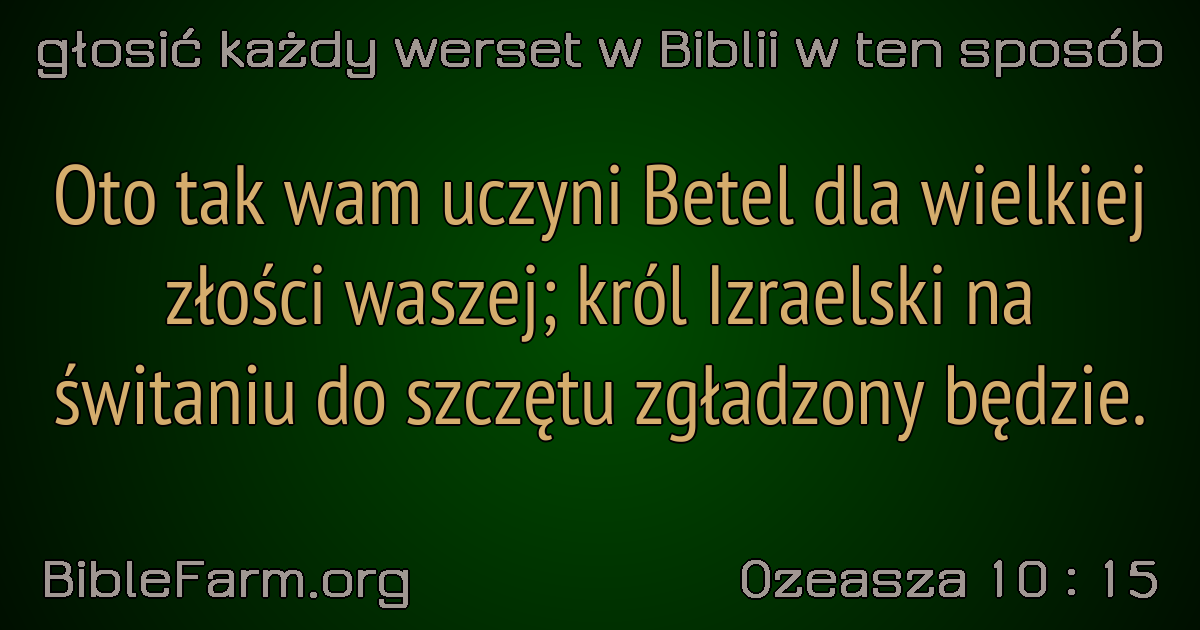 głosić każdy werset w Biblii w ten sposób
Oto tak wam uczyni Betel dla wielkiej
złości waszej; król Izraelski na
świtaniu do szczętu zgładzony będzie.
BibleFarm.org
Ozeasza 10 : 15